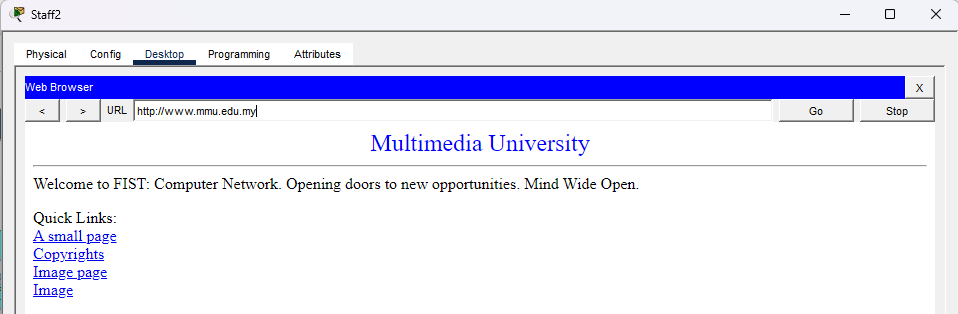 Staff2
Physical Config Desktop Programming Attributes
Web Browser X
< > URL http://www.mmu.edu.my Go Stop
Multimedia University
Welcome to FIST: Computer Network. Opening doors to new opportunities. Mind Wide Open.
Quick Links:
A small page
Copyrights
Image page
Image